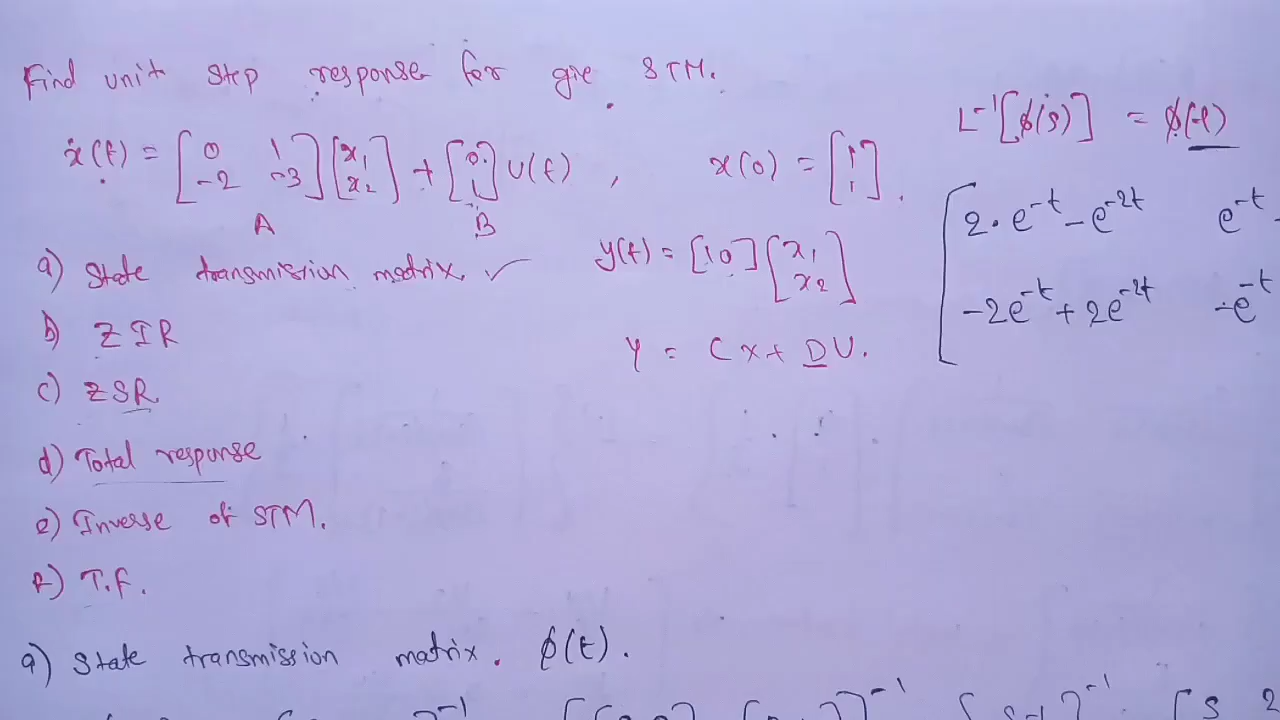 Find unit step response for give STM.
ẋ(t) = [0 1 -2 -3] [x₁ x₂] + [0 1] U(t), x(0) = [1 1].
A B
a) State transmission matrix. ✓
y(t) = [1 0] [x₁ x₂]
b) ZIR
Y = CX + DU.
c) ZSR
d) Total response
e) Inverse of STM.
f) T.F.
L⁻¹[ϕ(s)] = ϕ(t)
2·e⁻ᵗ - e⁻²ᵗ e⁻ᵗ
-2e⁻ᵗ + 2e⁻²ᵗ -e⁻ᵗ
a) State transmission matrix. ϕ(t).